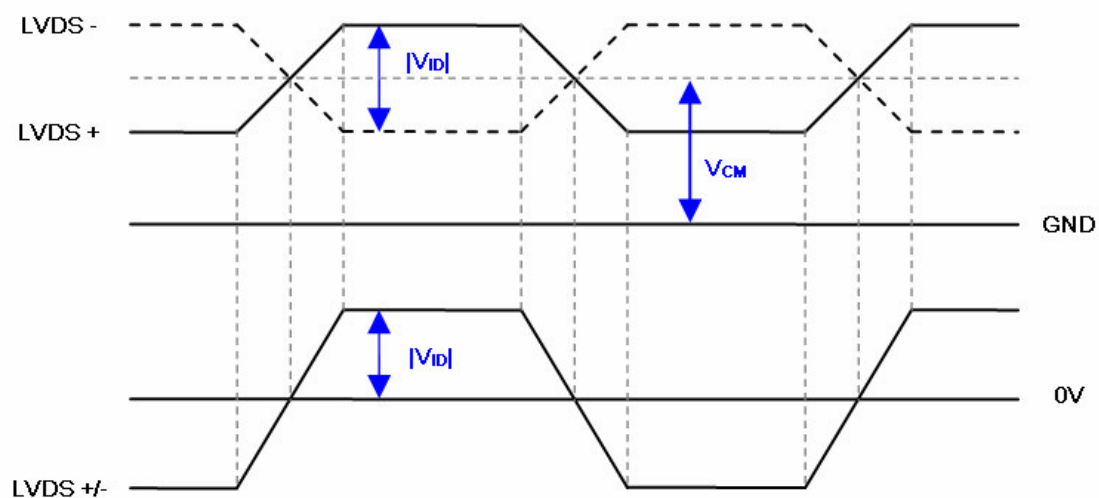 LVDS -
|VID|
LVDS +
VCM
GND
|VID|
0V
LVDS +/-